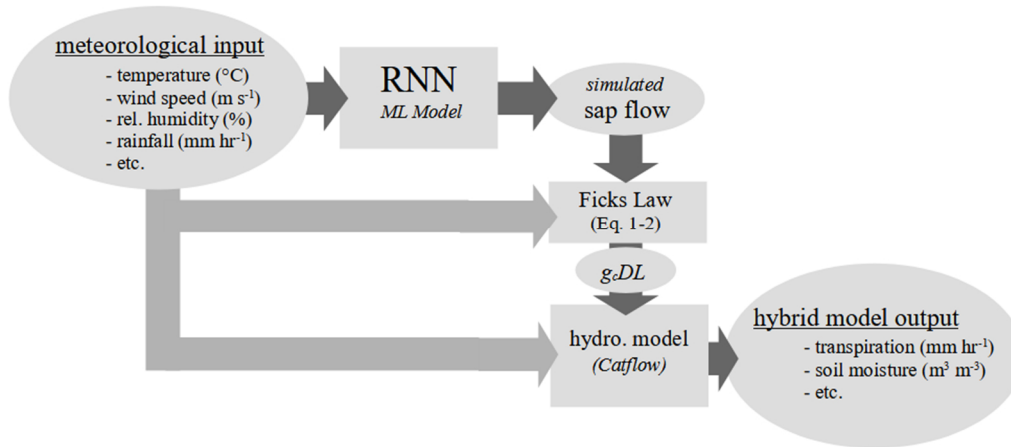 meteorological input
- temperature (°C)
- wind speed (m s⁻¹)
- rel. humidity (%)
- rainfall (mm hr⁻¹)
- etc.
RNN
ML Model
simulated
sap flow
Ficks Law
(Eq. 1-2)
g꜀DL
hydro. model
(Catflow)
hybrid model output
- transpiration (mm hr⁻¹)
- soil moisture (m³ m⁻³)
- etc.